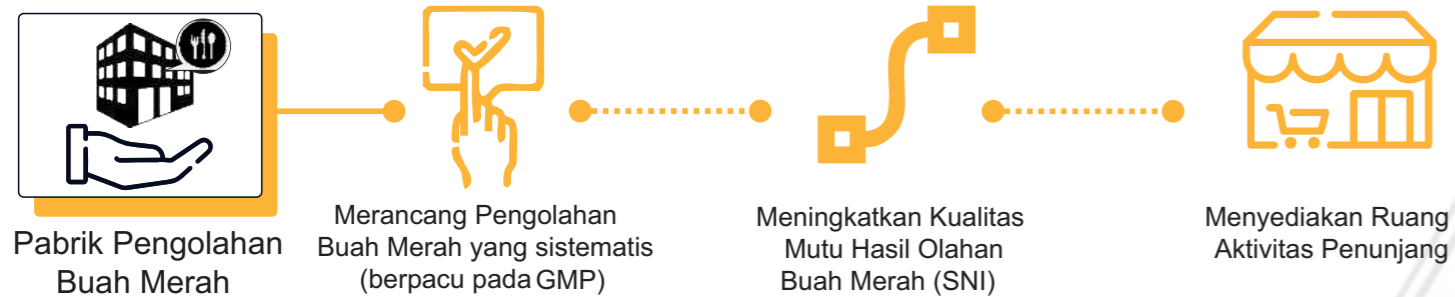 Pabrik Pengolahan
Buah Merah
Merancang Pengolahan
Buah Merah yang sistematis
(berpacu pada GMP)
Meningkatkan Kualitas
Mutu Hasil Olahan
Buah Merah (SNI)
Menyediakan Ruang
Aktivitas Penunjang